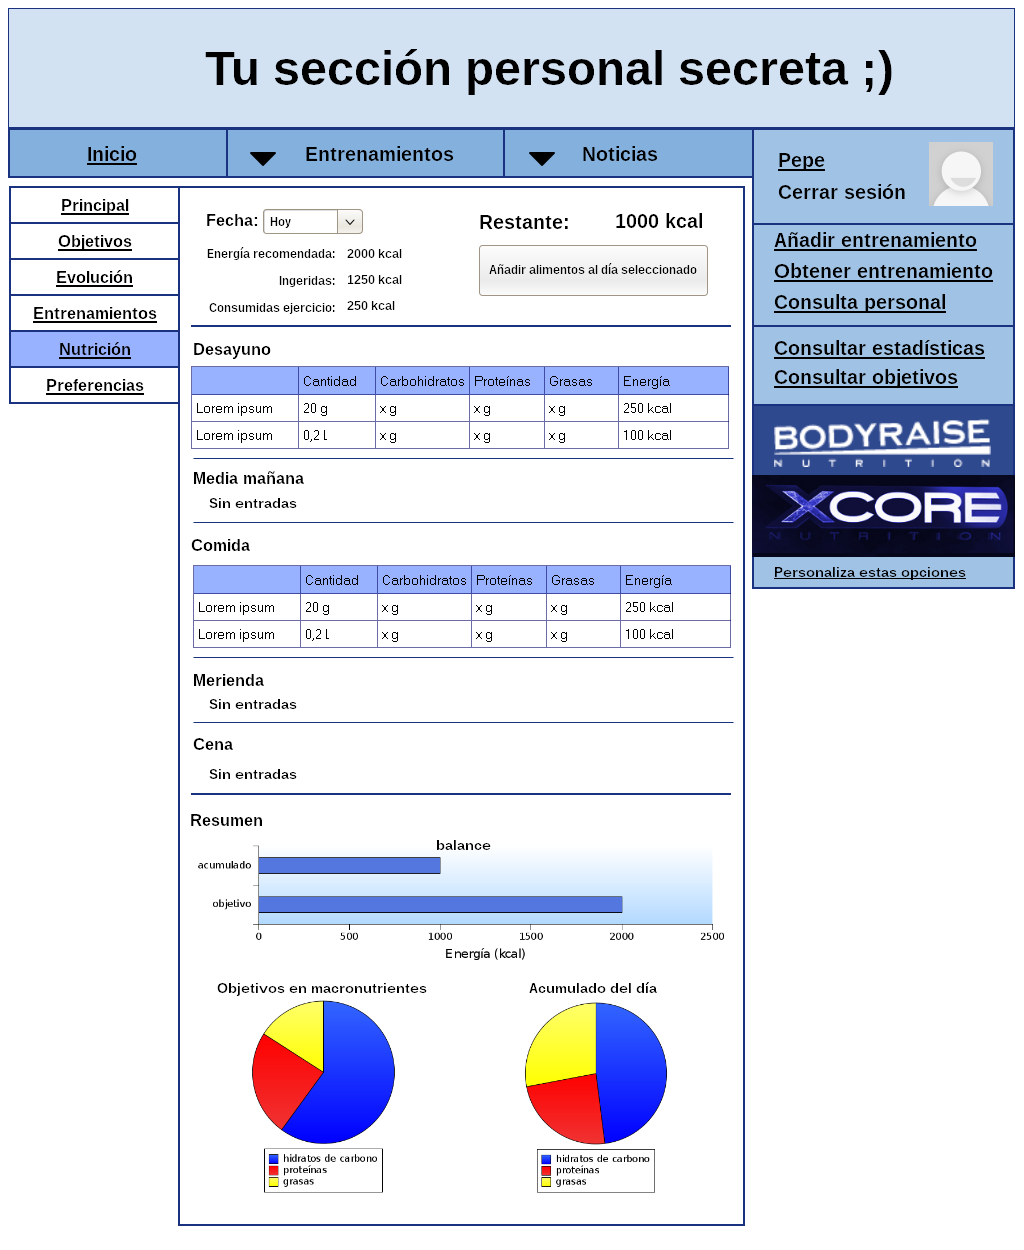 Tu sección personal secreta ;)
Inicio
Entrenamientos
Noticias
Pepe
Cerrar sesión
Principal
Objetivos
Evolución
Entrenamientos
Nutrición
Preferencias
Fecha: Hoy
Restante: 1000 kcal
Energía recomendada: 2000 kcal
Ingeridas: 1250 kcal
Consumidas ejercicio: 250 kcal
Añadir alimentos al día seleccionado
Añadir entrenamiento
Obtener entrenamiento
Consulta personal
Consultar estadísticas
Consultar objetivos
BODYRAISE
NUTRITION
XCORE
NUTRITION
Personaliza estas opciones
Desayuno
Cantidad Carbohidratos Proteínas Grasas Energía
Lorem ipsum 20 g x g x g x g 250 kcal
Lorem ipsum 0,2 l x g x g x g 100 kcal
Media mañana
Sin entradas
Comida
Cantidad Carbohidratos Proteínas Grasas Energía
Lorem ipsum 20 g x g x g x g 250 kcal
Lorem ipsum 0,2 l x g x g x g 100 kcal
Merienda
Sin entradas
Cena
Sin entradas
Resumen
balance
acumulado
objetivo
0 500 1000 1500 2000 2500
Energía (kcal)
Objetivos en macronutrientes
hidratos de carbono
proteínas
grasas
Acumulado del día
hidratos de carbono
proteínas
grasas